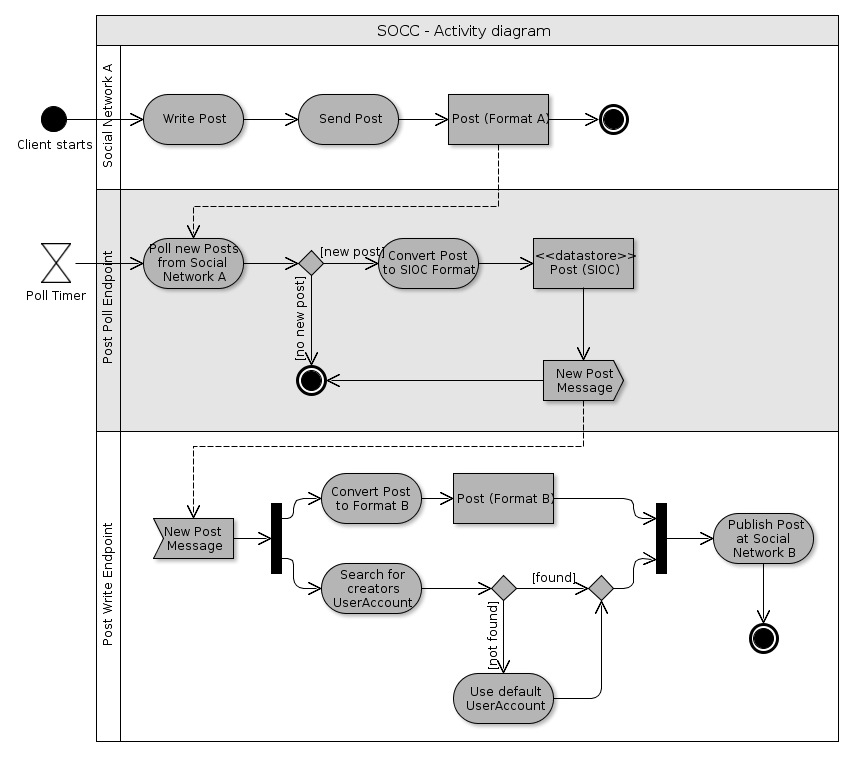 SOCC - Activity diagram
Social Network A
Client starts
Write Post
Send Post
Post (Format A)
Post Poll Endpoint
Poll Timer
Poll new Posts
from Social
Network A
[new post]
[no new post]
Convert Post
to SIOC Format
<<datastore>>
Post (SIOC)
New Post
Message
Post Write Endpoint
New Post
Message
Convert Post
to Format B
Post (Format B)
Search for
creators
UserAccount
[found]
[not found]
Use default
UserAccount
Publish Post
at Social
Network B